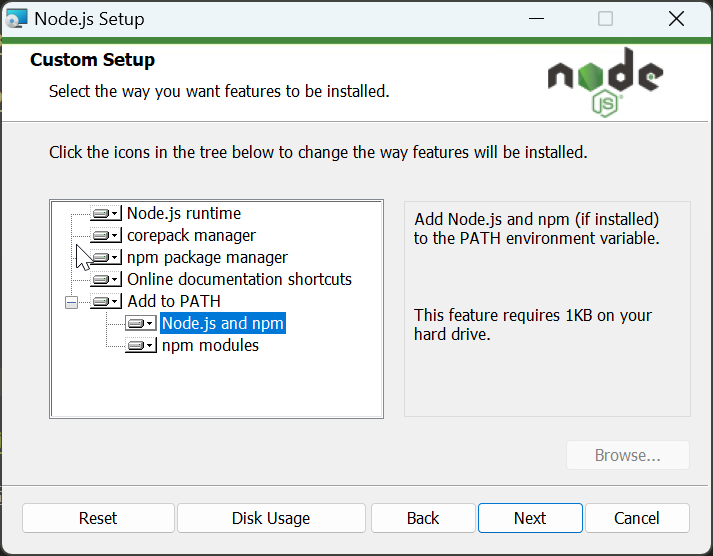 Node.js Setup
Custom Setup
Select the way you want features to be installed.
node
JS
Click the icons in the tree below to change the way features will be installed.
Node.js runtime
corepack manager
npm package manager
Online documentation shortcuts
Add to PATH
Node.js and npm
npm modules
Add Node.js and npm (if installed)
to the PATH environment variable.
This feature requires 1KB on your
hard drive.
Browse...
Reset
Disk Usage
Back
Next
Cancel